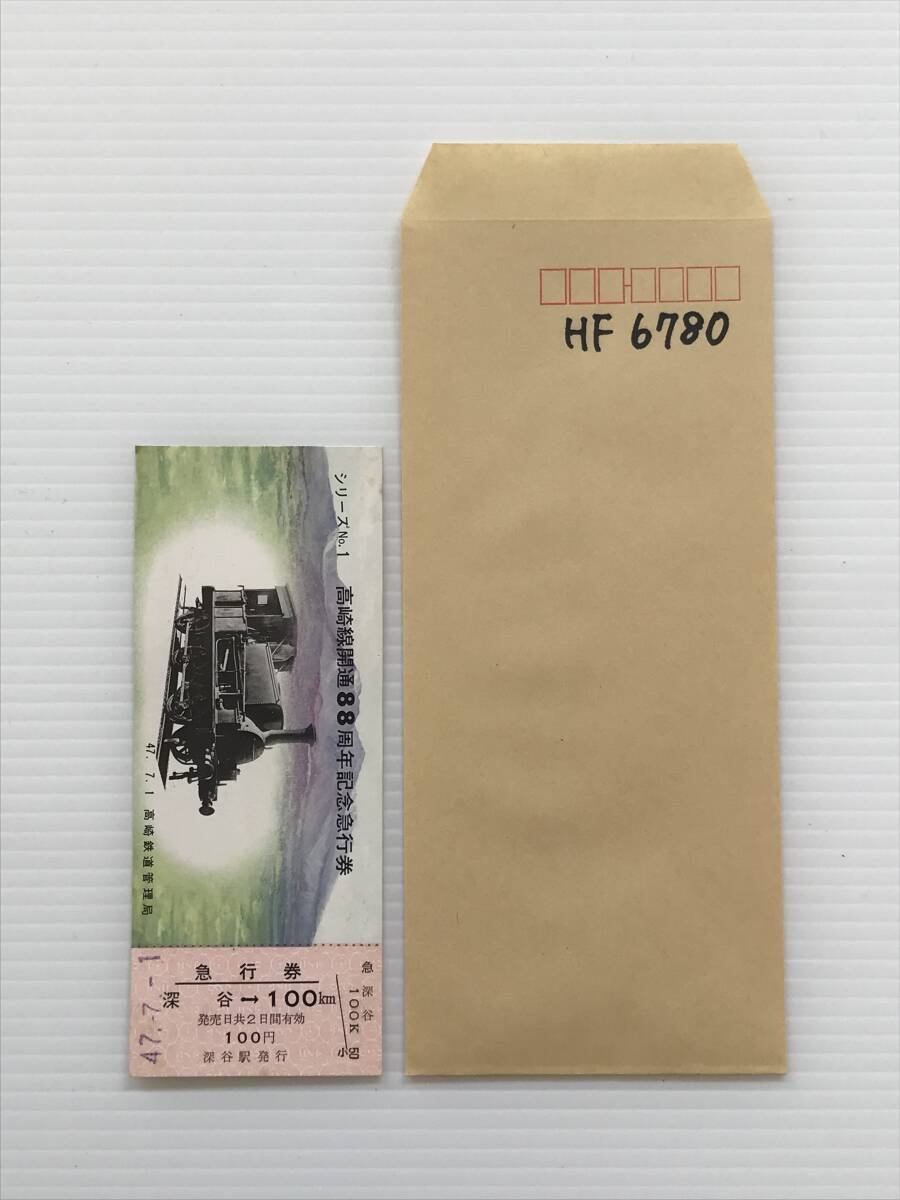 HF 6780
シリーズNo.1 高崎線開通88周年記念急行券
47.7.1 高崎鉄道管理局
急行券
深谷→100km
発売日共2日間有効
100円
深谷駅発行
47.-7.-1
急 深谷
100K
小 50